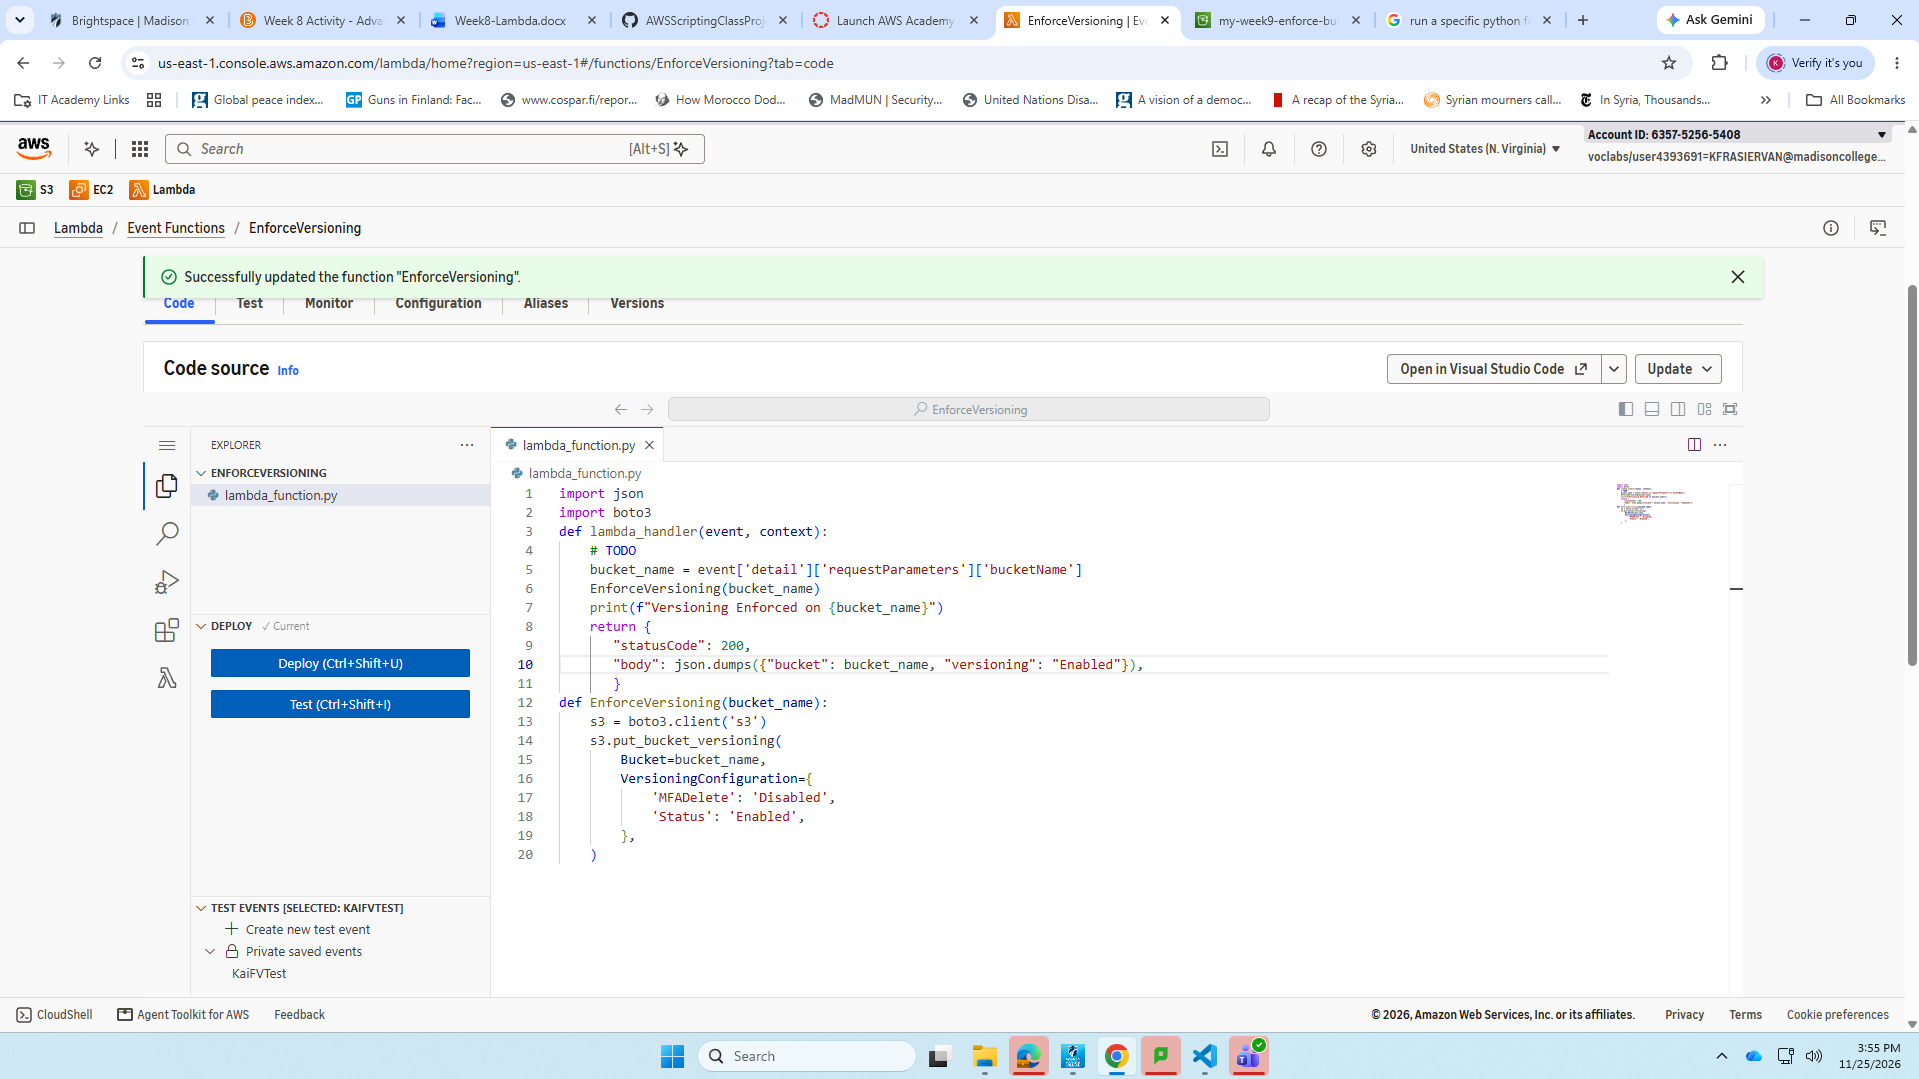 Brightspace | Madison
Week 8 Activity - Adva
Week8-Lambda.docx
AWSScriptingClassProj
Launch AWS Academy
EnforceVersioning | Ev
my-week9-enforce-bu
run a specific python f
Ask Gemini
us-east-1.console.aws.amazon.com/lambda/home?region=us-east-1#/functions/EnforceVersioning?tab=code
Verify it's you
IT Academy Links
Global peace index...
Guns in Finland: Fac...
www.cospar.fi/repor...
How Morocco Dod...
MadMUN | Security...
United Nations Disa...
A vision of a democ...
A recap of the Syria...
Syrian mourners call...
In Syria, Thousands...
All Bookmarks
aws
Search
[Alt+S]
United States (N. Virginia)
Account ID: 6357-5256-5408
voclabs/user4393691=KFRASIERVAN@madisoncollege...
S3
EC2
Lambda
Lambda / Event Functions / EnforceVersioning
Successfully updated the function "EnforceVersioning".
Code
Test
Monitor
Configuration
Aliases
Versions
Code source Info
Open in Visual Studio Code
Update
EnforceVersioning
EXPLORER
ENFORCEVERSIONING
lambda_function.py
DEPLOY ✓ Current
Deploy (Ctrl+Shift+U)
Test (Ctrl+Shift+I)
TEST EVENTS [SELECTED: KAIFVTEST]
Create new test event
Private saved events
KaiFVTest
lambda_function.py
lambda_function.py
1 import json
2 import boto3
3 def lambda_handler(event, context):
4     # TODO
5     bucket_name = event['detail']['requestParameters']['bucketName']
6     EnforceVersioning(bucket_name)
7     print(f"Versioning Enforced on {bucket_name}")
8     return {
9        "statusCode": 200,
10        "body": json.dumps({"bucket": bucket_name, "versioning": "Enabled"}),
11        }
12 def EnforceVersioning(bucket_name):
13     s3 = boto3.client('s3')
14     s3.put_bucket_versioning(
15         Bucket=bucket_name,
16         VersioningConfiguration={
17             'MFADelete': 'Disabled',
18             'Status': 'Enabled',
19         },
20     )
CloudShell
Agent Toolkit for AWS
Feedback
© 2026, Amazon Web Services, Inc. or its affiliates.
Privacy
Terms
Cookie preferences
Search
3:55 PM
11/25/2026